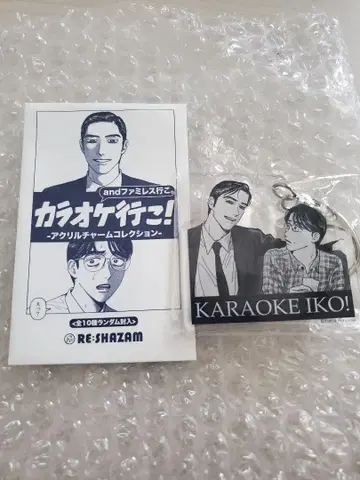 andファミレス行こ。
カラオケ行こ!
-アクリルチャームコレクション-
<全10種ランダム封入>
RE:SHAZAM
KARAOKE IKO!